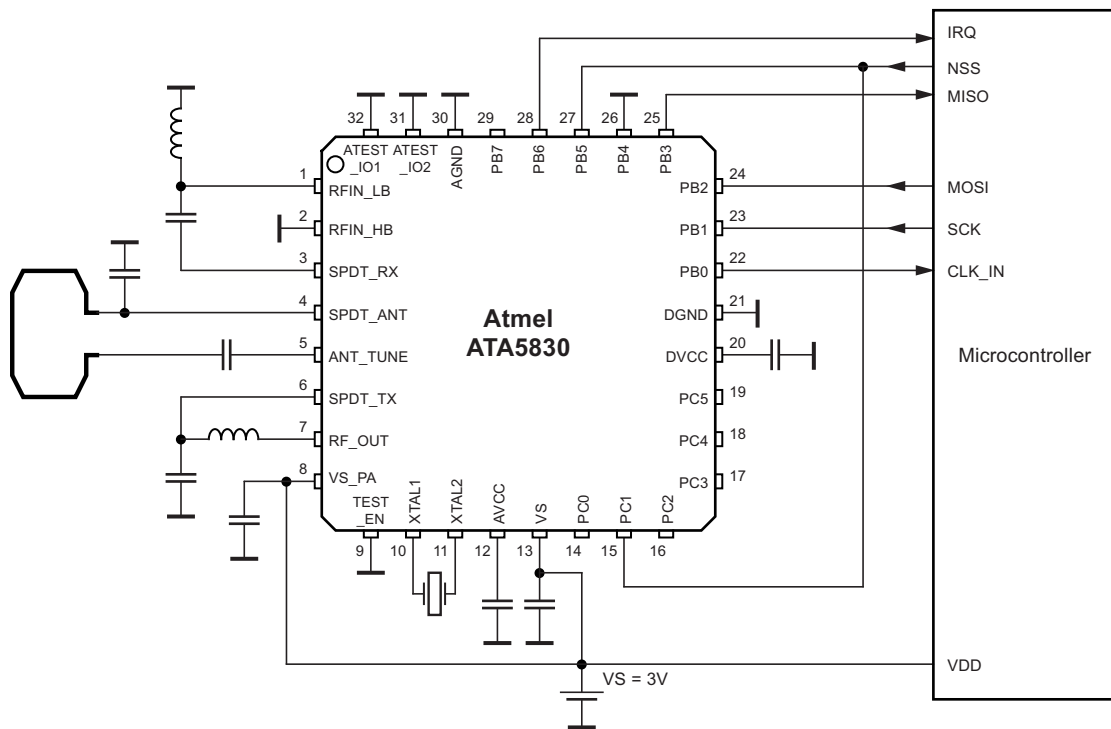 IRQ
NSS
MISO
32
31
30
29
28
27
26
25
ATEST
_IO1
ATEST
_IO2
AGND
PB7
PB6
PB5
PB4
PB3
1
RFIN_LB
2
RFIN_HB
3
SPDT_RX
4
SPDT_ANT
5
ANT_TUNE
6
SPDT_TX
7
RF_OUT
8
VS_PA
Atmel
ATA5830
PB2
24
MOSI
PB1
23
SCK
PB0
22
CLK_IN
DGND
21
DVCC
20
PC5
19
PC4
18
PC3
17
Microcontroller
TEST
_EN
XTAL1
XTAL2
AVCC
VS
PC0
PC1
PC2
9
10
11
12
13
14
15
16
VS = 3V
VDD